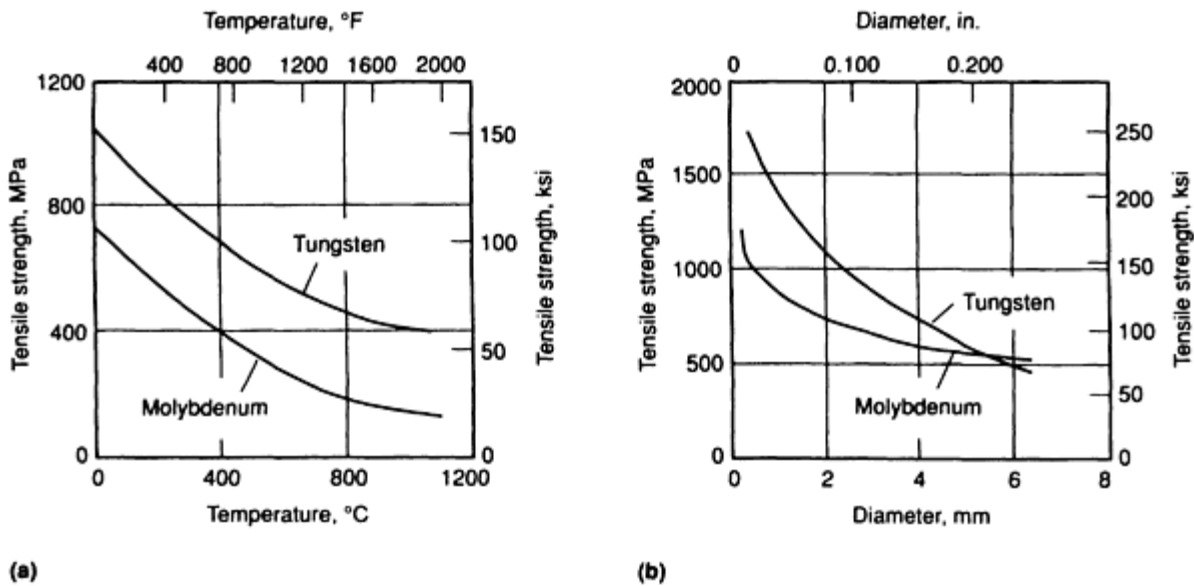 Temperature, °F
400 800 1200 1600 2000
1200
800
400
0
Tensile strength, MPa
150
100
50
0
Tensile strength, ksi
Tungsten
Molybdenum
0 400 800 1200
Temperature, °C
(a)
Diameter, in.
0 0.100 0.200
2000
1500
1000
500
0
Tensile strength, MPa
250
200
150
100
50
0
Tensile strength, ksi
Tungsten
Molybdenum
0 2 4 6 8
Diameter, mm
(b)